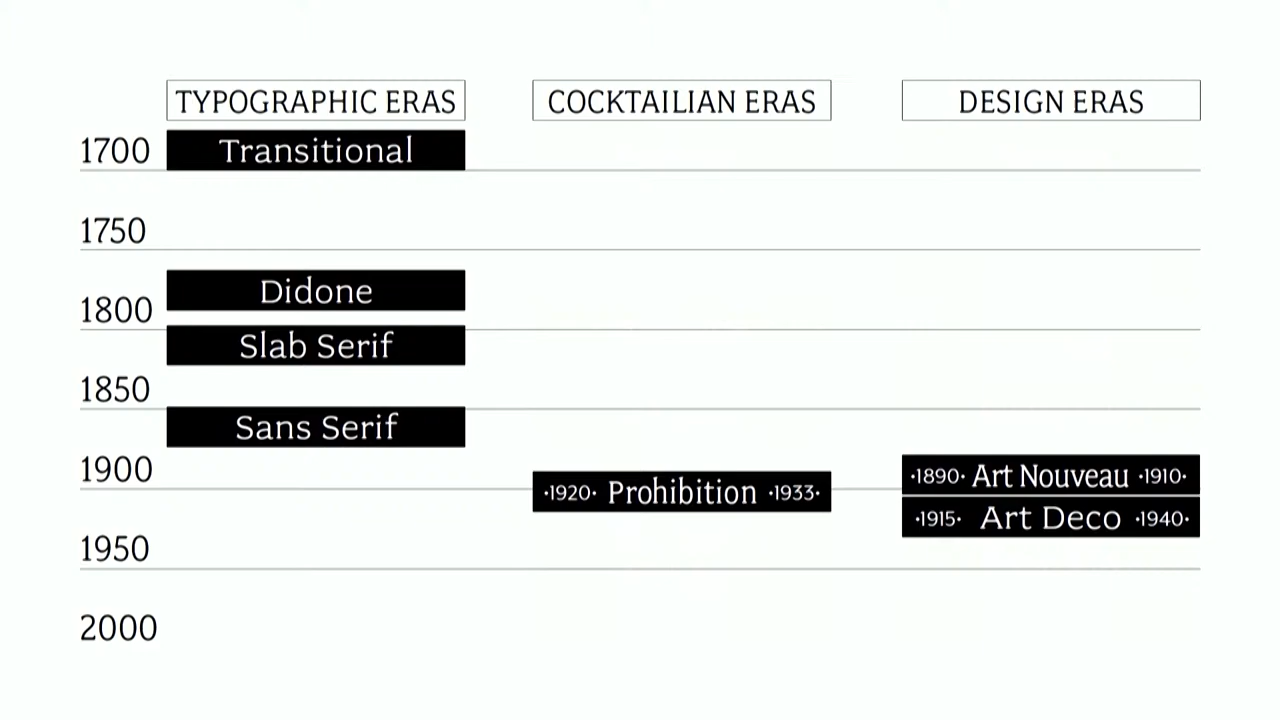 TYPOGRAPHIC ERAS COCKTAILIAN ERAS DESIGN ERAS
1700 Transitional
1750
Didone
1800
Slab Serif
1850
Sans Serif
1900 ·1890· Art Nouveau ·1910·
·1920· Prohibition ·1933·
·1915· Art Deco ·1940·
1950
2000